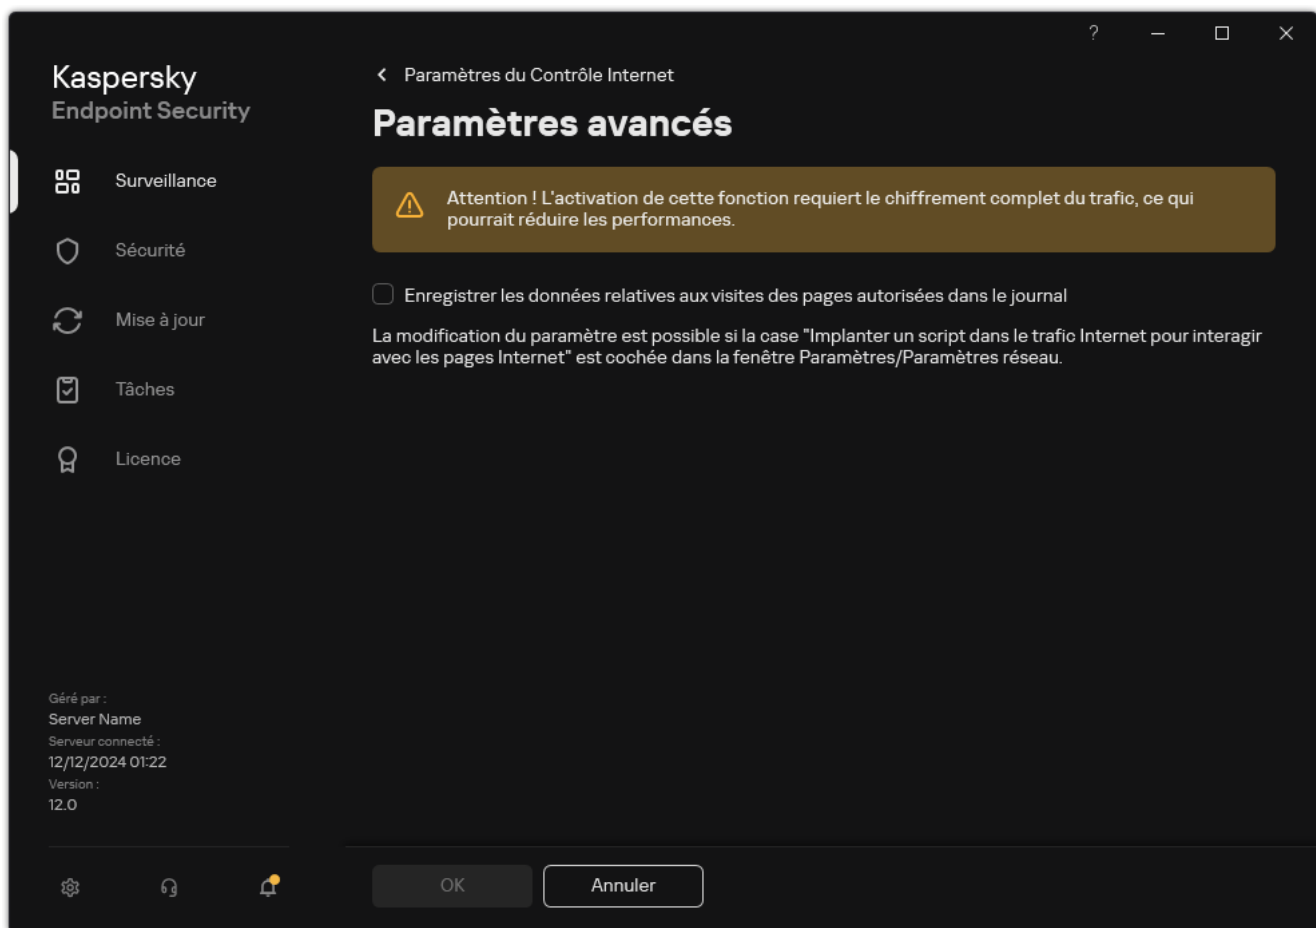 ?
Kaspersky
Endpoint Security
Surveillance
Sécurité
Mise à jour
Tâches
Licence
Géré par :
Server Name
Serveur connecté :
12/12/2024 01:22
Version :
12.0
Paramètres du Contrôle Internet
Paramètres avancés
Attention ! L'activation de cette fonction requiert le chiffrement complet du trafic, ce qui
pourrait réduire les performances.
Enregistrer les données relatives aux visites des pages autorisées dans le journal
La modification du paramètre est possible si la case "Implanter un script dans le trafic Internet pour interagir
avec les pages Internet" est cochée dans la fenêtre Paramètres/Paramètres réseau.
OK
Annuler